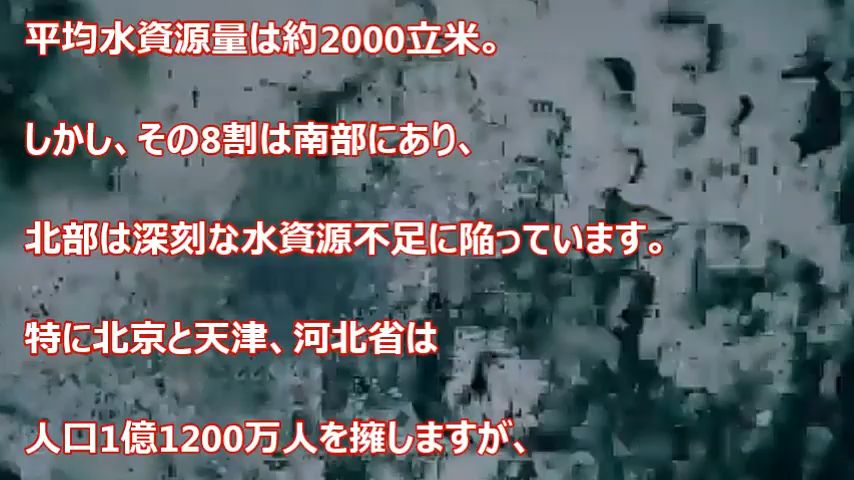 平均水資源量は約2000立米。
しかし、その8割は南部にあり、
北部は深刻な水資源不足に陥っています。
特に北京と天津、河北省は
人口1億1200万人を擁しますが、